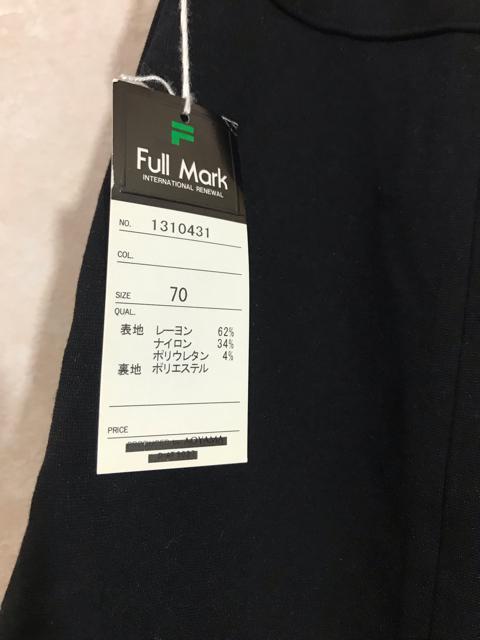 Full Mark
INTERNATIONAL RENEWAL
NO. 1310431
COL.
SIZE 70
QUAL.
表地 レーヨン 62%
ナイロン 34%
ポリウレタン 4%
裏地 ポリエステル
PRICE
AOYAMA